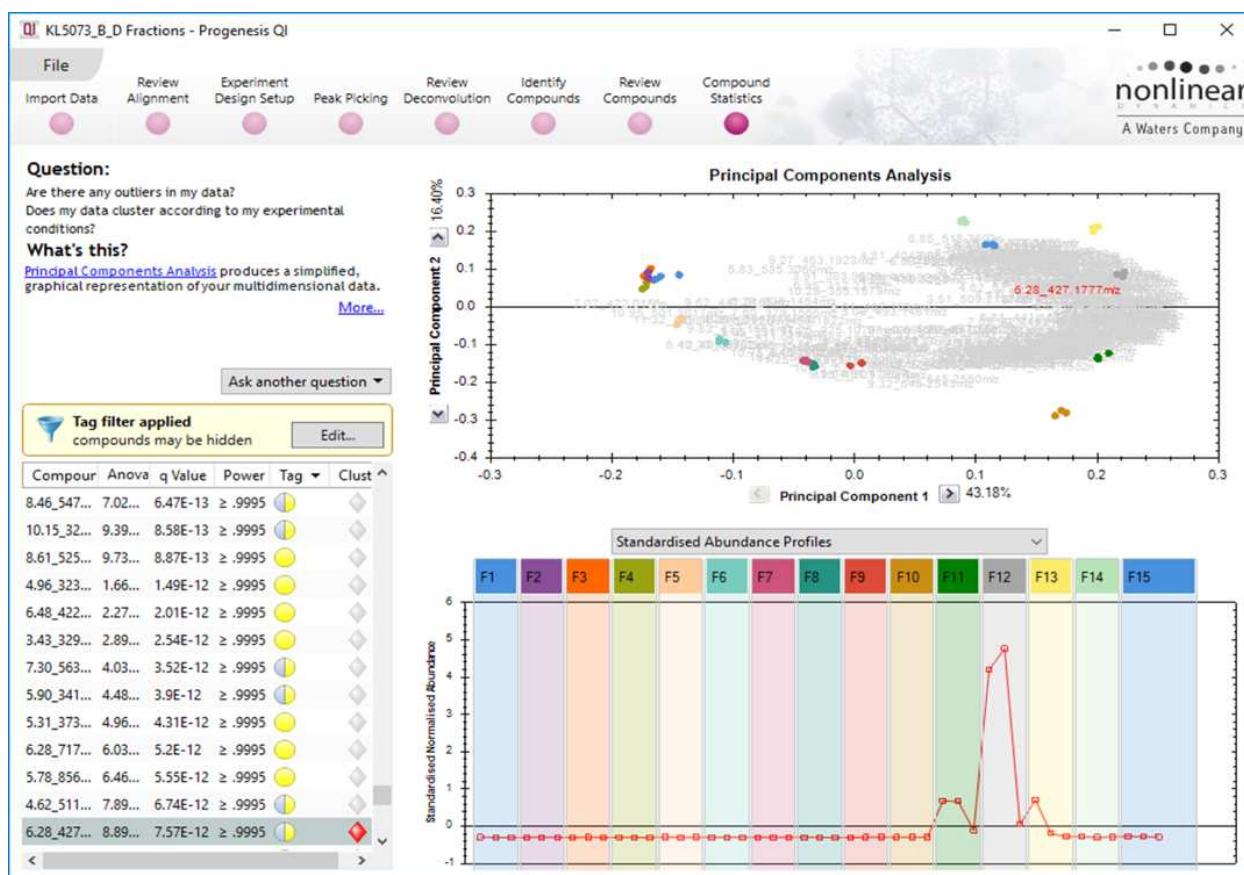 KL5073_B_D Fractions - Progenesis QI
File
Import Data
Review Alignment
Experiment Design Setup
Peak Picking
Review Deconvolution
Identify Compounds
Review Compounds
Compound Statistics
nonlinear
DYNAMICS
A Waters Company
Question:
Are there any outliers in my data?
Does my data cluster according to my experimental
conditions?
What's this?
Principal Components Analysis produces a simplified,
graphical representation of your multidimensional data.
More...
Ask another question
Tag filter applied
compounds may be hidden
Edit...
Compour Anova q Value Power Tag Clust
8.46_547... 7.02... 6.47E-13 ≥ .9995
10.15_32... 9.39... 8.58E-13 ≥ .9995
8.61_525... 9.73... 8.87E-13 ≥ .9995
4.96_323... 1.66... 1.49E-12 ≥ .9995
6.48_422... 2.27... 2.01E-12 ≥ .9995
3.43_329... 2.89... 2.54E-12 ≥ .9995
7.30_563... 4.03... 3.52E-12 ≥ .9995
5.90_341... 4.48... 3.9E-12 ≥ .9995
5.31_373... 4.96... 4.31E-12 ≥ .9995
6.28_717... 6.03... 5.2E-12 ≥ .9995
5.78_856... 6.46... 5.55E-12 ≥ .9995
4.62_511... 7.89... 6.74E-12 ≥ .9995
6.28_427... 8.89... 7.57E-12 ≥ .9995
Principal Components Analysis
16.40%
Principal Component 2
0.3
0.2
0.1
0.0
-0.1
-0.2
-0.3
-0.4
6.28_427.1777m/z
-0.3 -0.2 -0.1 0.0 0.1 0.2 0.3
Principal Component 1 43.18%
Standardised Abundance Profiles
F1 F2 F3 F4 F5 F6 F7 F8 F9 F10 F11 F12 F13 F14 F15
Standardised Normalised Abundance
6
5
4
3
2
1
0
-1